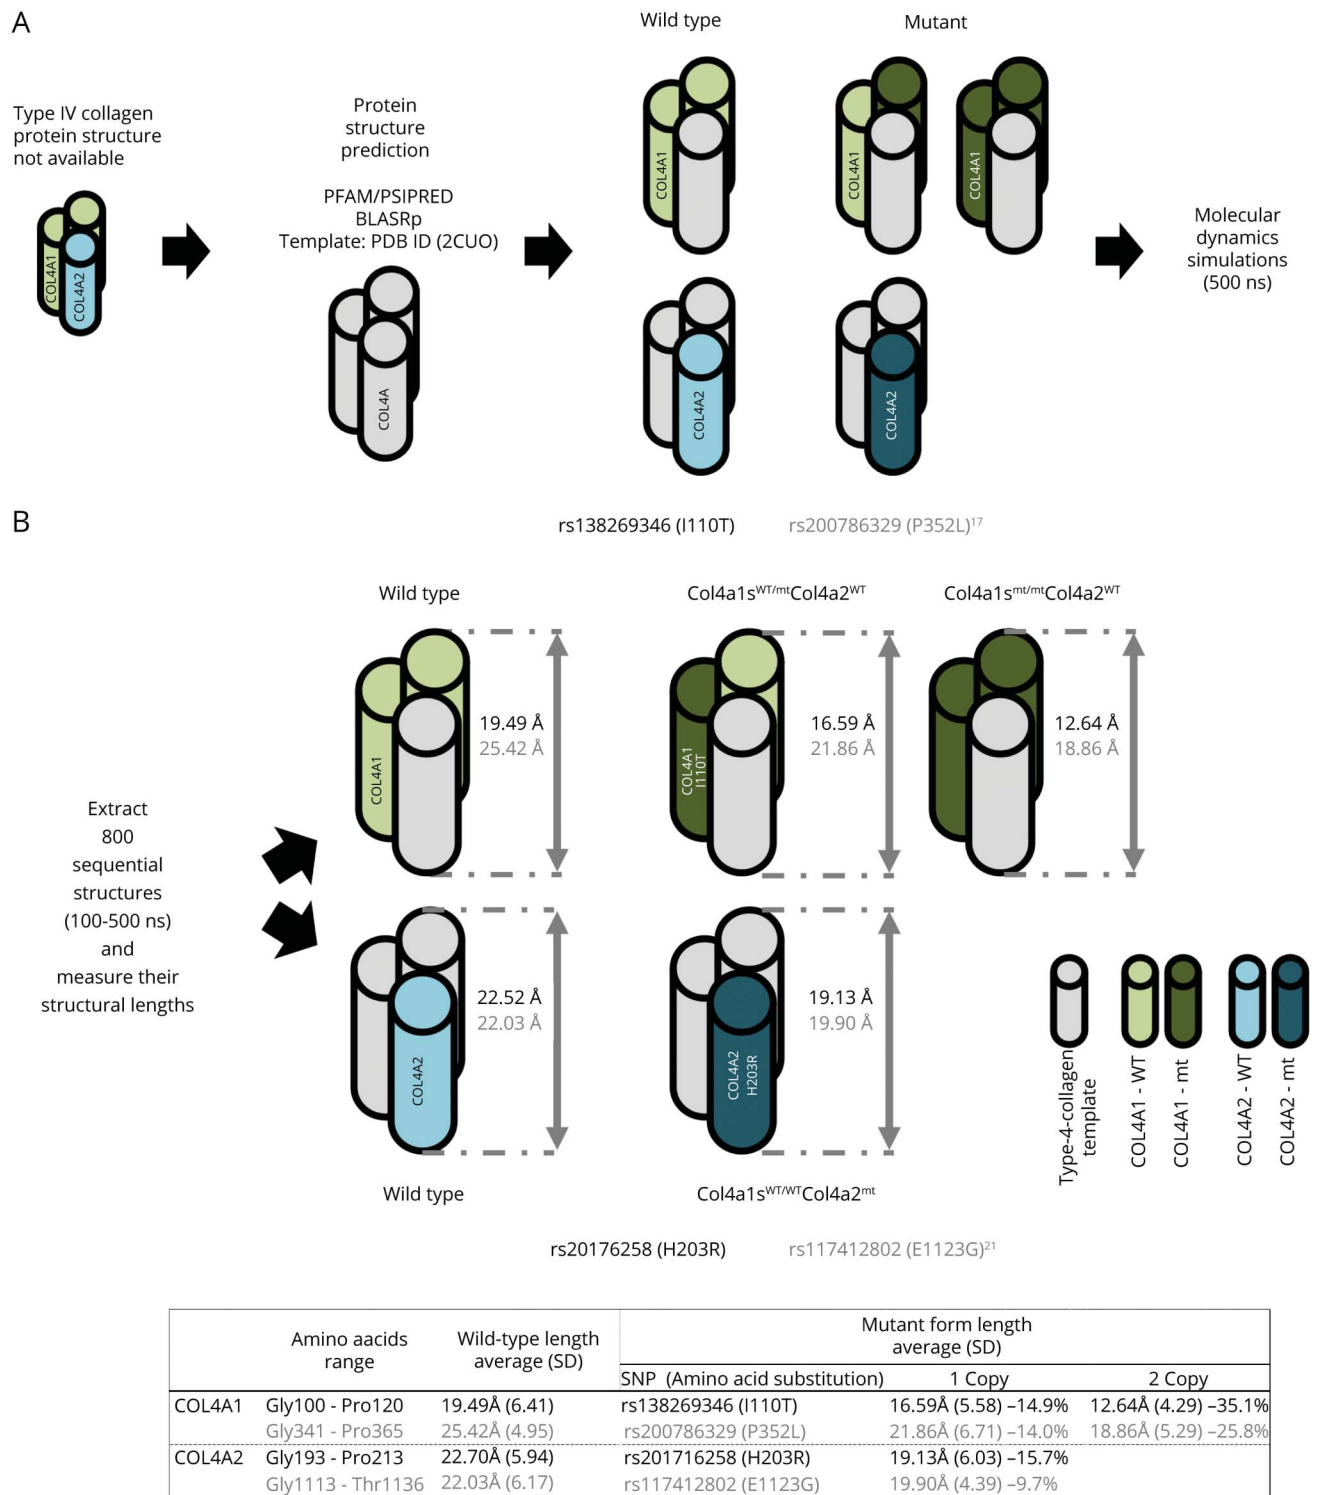 A
Wild type
Mutant
Type IV collagen
protein structure
not available
Protein
structure
prediction
PFAM/PSIPRED
BLASRp
Template: PDB ID (2CUO)
COL4A1
COL4A2
COL4A
COL4A1
COL4A1
COL4A1
COL4A2
COL4A2
Molecular
dynamics
simulations
(500 ns)
B
rs138269346 (I110T)
rs200786329 (P352L)¹⁷
Wild type
Col4a1sᵂᵀ/ᵐᵗCol4a2ᵂᵀ
Col4a1sᵐᵗ/ᵐᵗCol4a2ᵂᵀ
COL4A1
19.49 Å
25.42 Å
COL4A1
I110T
16.59 Å
21.86 Å
12.64 Å
18.86 Å
Extract
800
sequential
structures
(100-500 ns)
and
measure their
structural lengths
COL4A2
22.52 Å
22.03 Å
COL4A2
H203R
19.13 Å
19.90 Å
Type-4-collagen
template
COL4A1 - WT
COL4A1 - mt
COL4A2 - WT
COL4A2 - mt
Wild type
Col4a1sᵂᵀ/ᵂᵀCol4a2ᵐᵗ
rs20176258 (H203R)
rs117412802 (E1123G)²¹
Amino aacids
range
Wild-type length
average (SD)
Mutant form length
average (SD)
SNP (Amino acid substitution) 1 Copy 2 Copy
COL4A1 Gly100 - Pro120 19.49Å (6.41) rs138269346 (I110T) 16.59Å (5.58) –14.9% 12.64Å (4.29) –35.1%
Gly341 - Pro365 25.42Å (4.95) rs200786329 (P352L) 21.86Å (6.71) –14.0% 18.86Å (5.29) –25.8%
COL4A2 Gly193 - Pro213 22.70Å (5.94) rs201716258 (H203R) 19.13Å (6.03) –15.7%
Gly1113 - Thr1136 22.03Å (6.17) rs117412802 (E1123G) 19.90Å (4.39) –9.7%